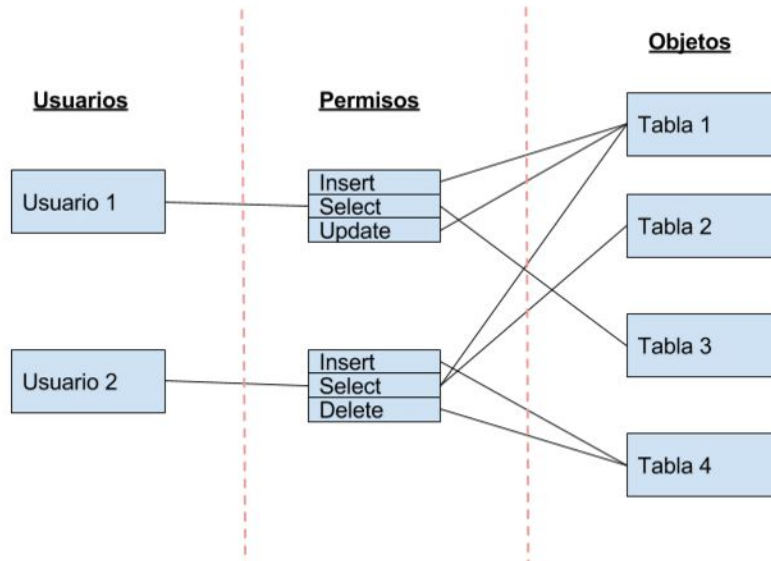 Usuarios
Usuario 1
Usuario 2
Permisos
Insert
Select
Update
Insert
Select
Delete
Objetos
Tabla 1
Tabla 2
Tabla 3
Tabla 4